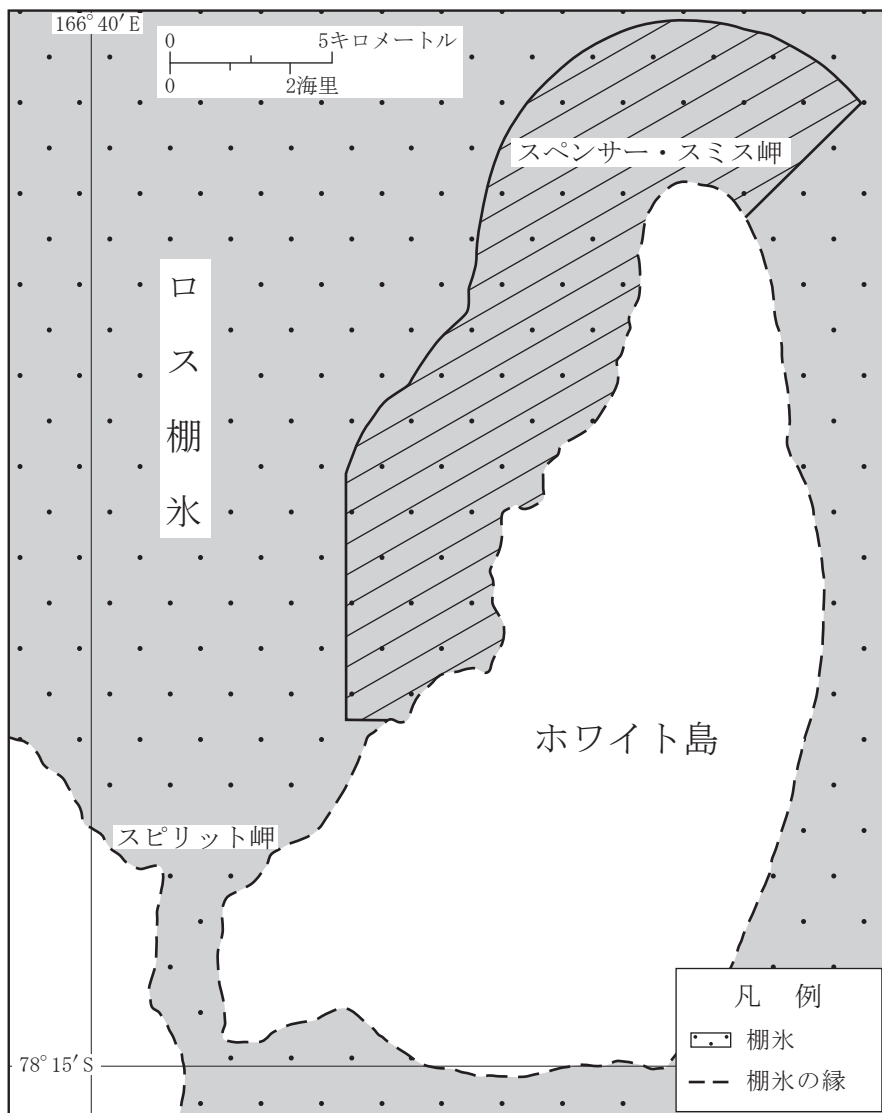 166°40′E
0 5キロメートル
0 2海里
スペンサー・スミス岬
ロス棚氷
ホワイト島
スピリット岬
凡 例
棚氷
棚氷の縁
78°15′S